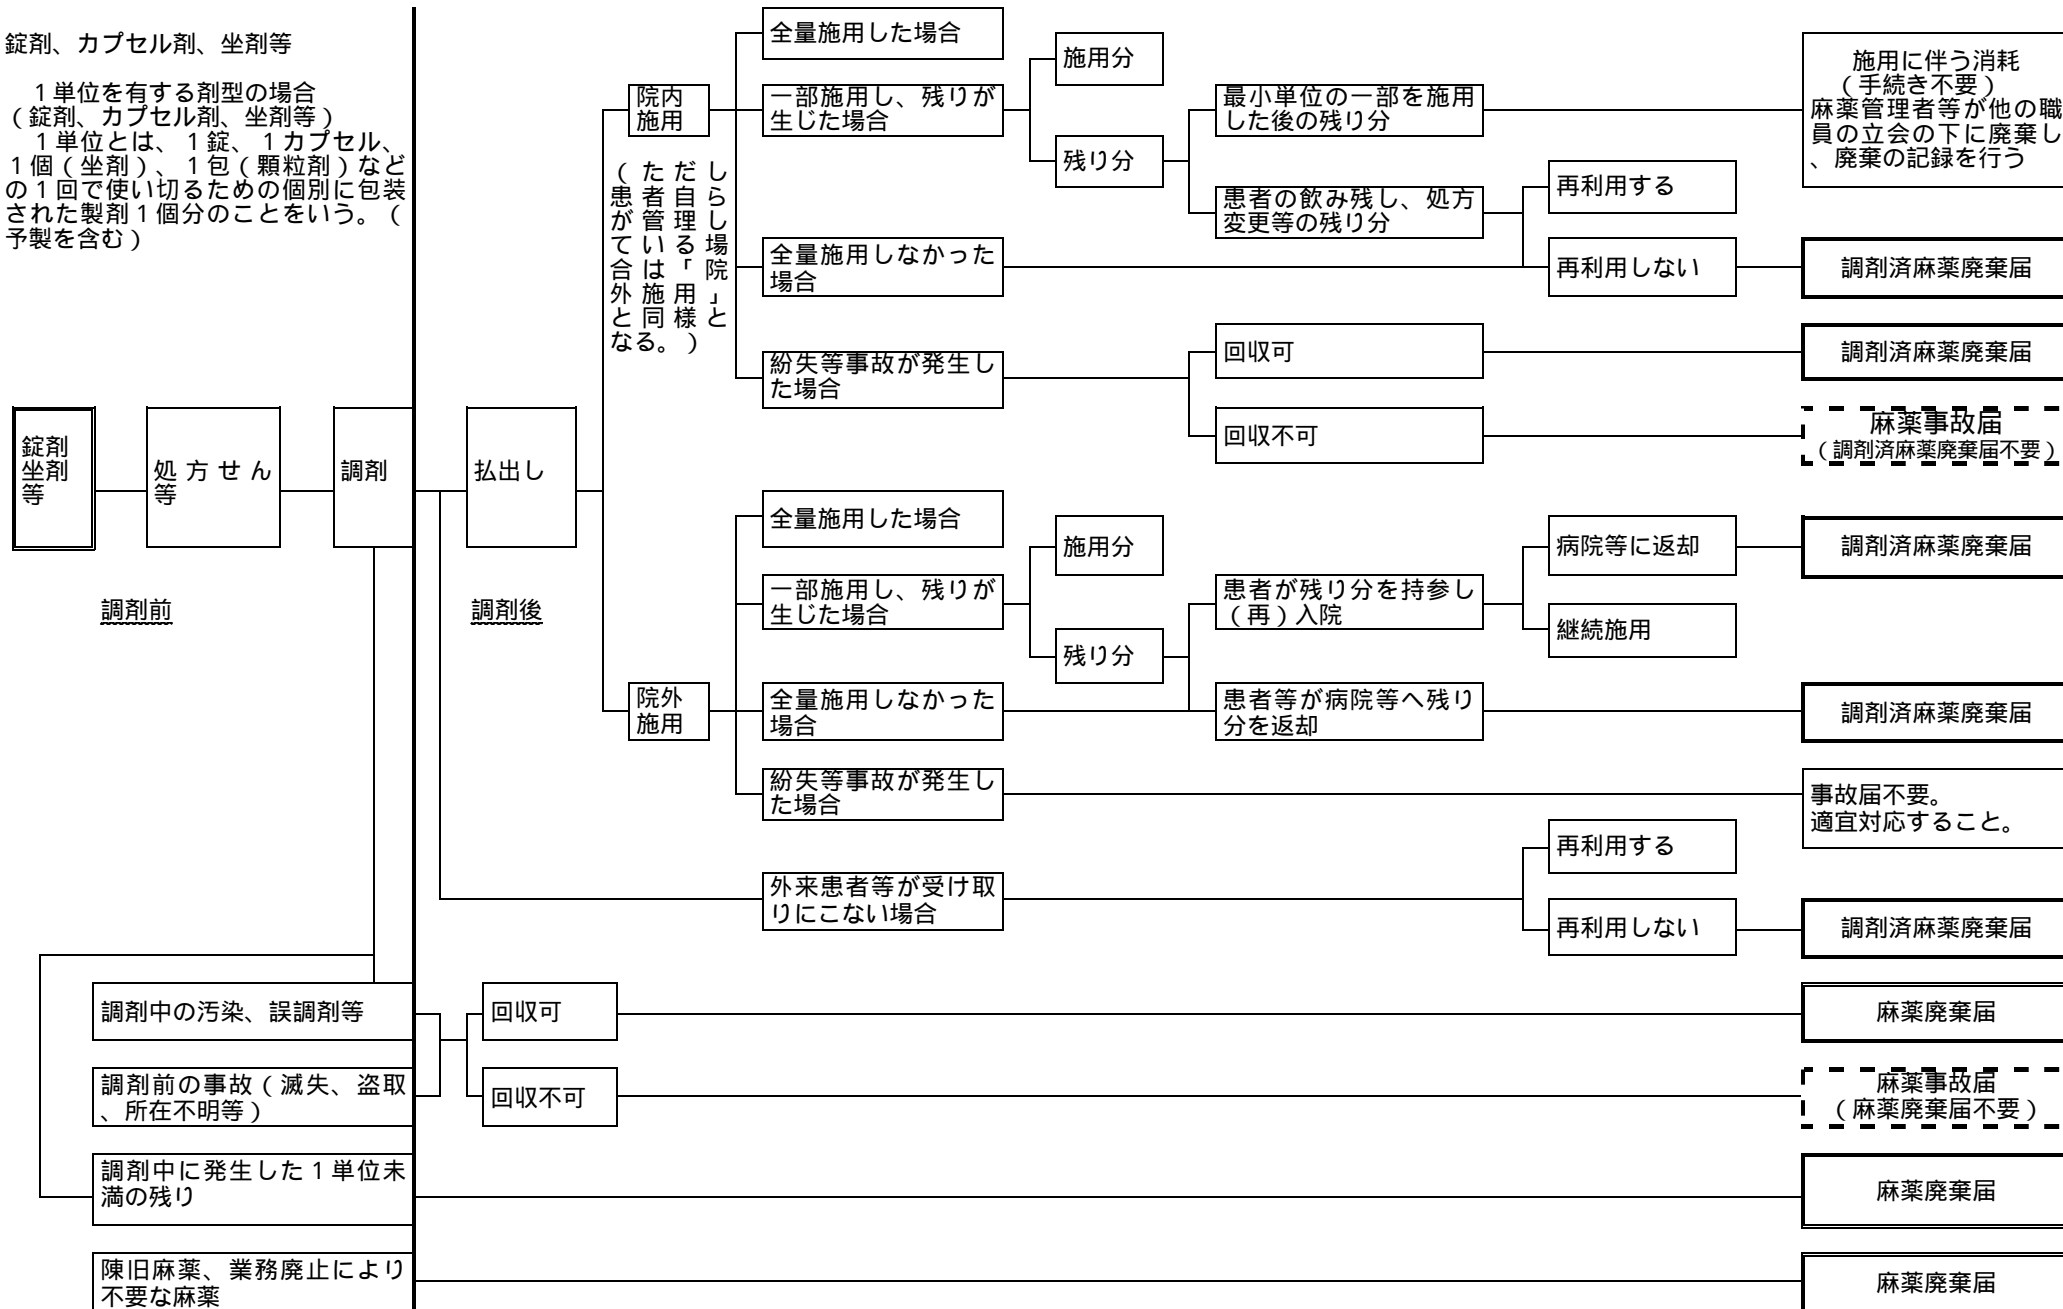 錠剤、カプセル剤、坐剤等
１単位を有する剤型の場合
（錠剤、カプセル剤、坐剤等）
１単位とは、１錠、１カプセル、
１個（坐剤）、１包（顆粒剤）など
の１回で使い切るための個別に包装
された製剤１個分のことをいう。（
予製を含む）
錠剤
坐剤
等
処方せん
等
調剤
払出し
調剤前
調剤後
院内
施用
（ただし
患者自ら
が管理し
ている場
合は「院
外施用」
と同様と
なる。）
全量施用した場合
一部施用し、残りが
生じた場合
施用分
残り分
最小単位の一部を施用
した後の残り分
施用に伴う消耗
（手続き不要）
麻薬管理者等が他の職
員の立会の下に廃棄し
、廃棄の記録を行う
患者の飲み残し、処方
変更等の残り分
再利用する
全量施用しなかった
場合
再利用しない
調剤済麻薬廃棄届
紛失等事故が発生し
た場合
回収可
調剤済麻薬廃棄届
回収不可
麻薬事故届
（調剤済麻薬廃棄届不要）
院外
施用
全量施用した場合
一部施用し、残りが
生じた場合
施用分
残り分
患者が残り分を持参し
（再）入院
病院等に返却
調剤済麻薬廃棄届
継続施用
全量施用しなかった
場合
患者等が病院等へ残り
分を返却
調剤済麻薬廃棄届
紛失等事故が発生し
た場合
事故届不要。
適宜対応すること。
外来患者等が受け取
りにこない場合
再利用する
再利用しない
調剤済麻薬廃棄届
調剤中の汚染、誤調剤等
回収可
麻薬廃棄届
調剤前の事故（滅失、盗取
、所在不明等）
回収不可
麻薬事故届
（麻薬廃棄届不要）
調剤中に発生した１単位未
満の残り
麻薬廃棄届
陳旧麻薬、業務廃止により
不要な麻薬
麻薬廃棄届